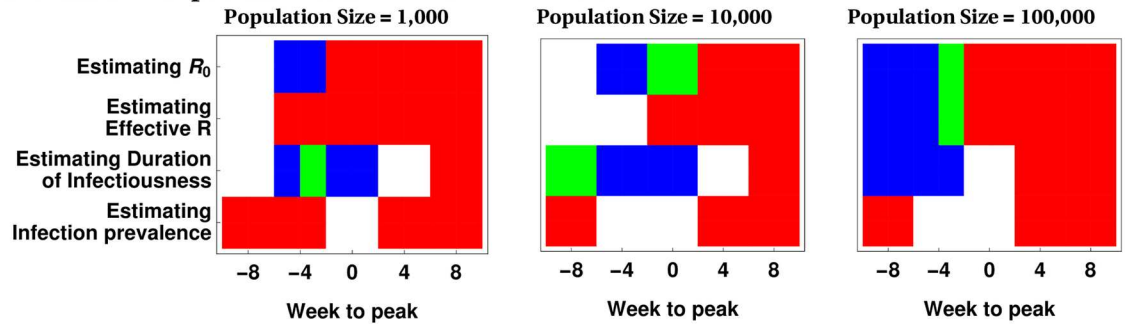 Population Size = 1,000
Population Size = 10,000
Population Size = 100,000
Estimating R0
Estimating
Effective R
Estimating Duration
of Infectiousness
Estimating
Infection prevalence
−8 −4 0 4 8
−8 −4 0 4 8
−8 −4 0 4 8
Week to peak
Week to peak
Week to peak